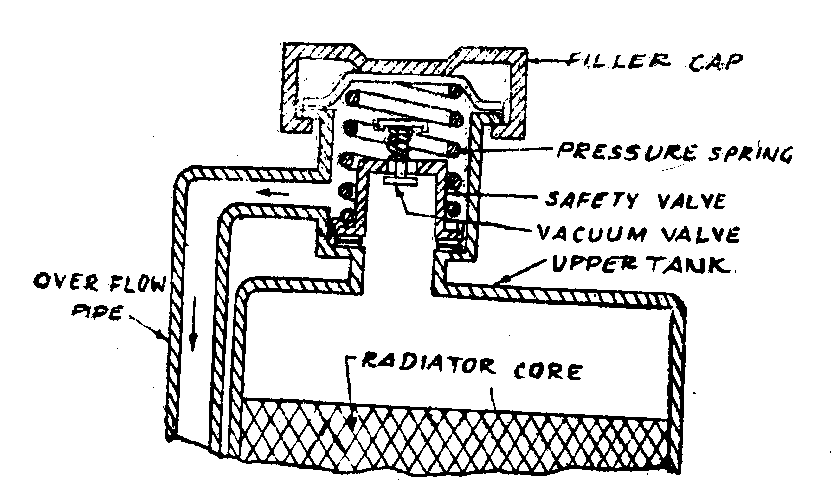 FILLER CAP
PRESSURE SPRING
SAFETY VALVE
VACUUM VALVE
UPPER TANK.
OVER FLOW
PIPE
RADIATOR CORE